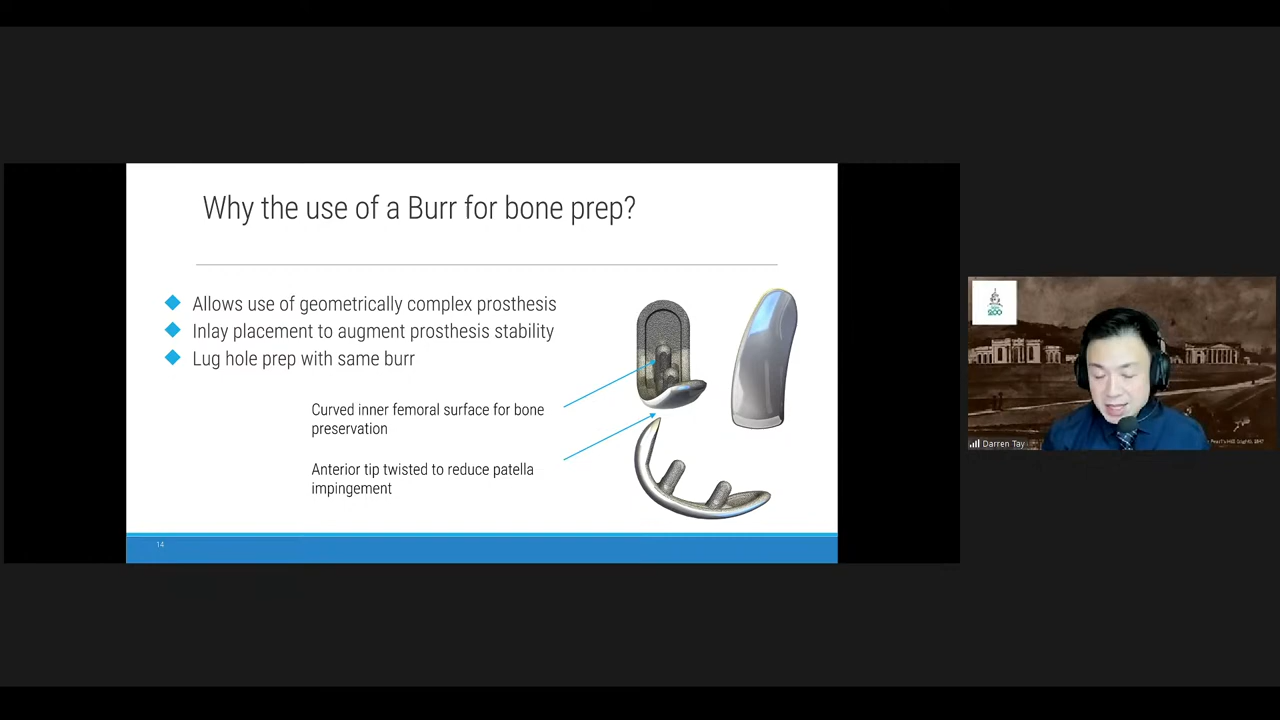 Why the use of a Burr for bone prep?
Allows use of geometrically complex prosthesis
Inlay placement to augment prosthesis stability
Lug hole prep with same burr
Curved inner femoral surface for bone
preservation
Anterior tip twisted to reduce patella
impingement
14
200
Darren Tay